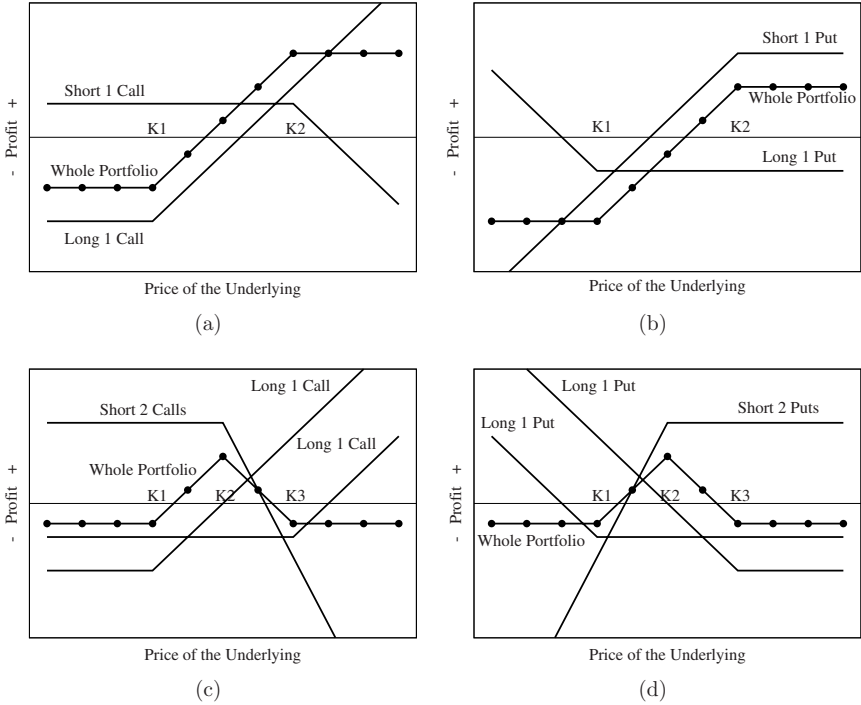 - Profit +
Short 1 Call
K1
K2
Whole Portfolio
Long 1 Call
Price of the Underlying
(a)
- Profit +
Short 1 Put
K1
Whole Portfolio
K2
Long 1 Put
Price of the Underlying
(b)
- Profit +
Long 1 Call
Short 2 Calls
Long 1 Call
Whole Portfolio
K1
K2
K3
Price of the Underlying
(c)
- Profit +
Long 1 Put
Short 2 Puts
Long 1 Put
K1
K2
K3
Whole Portfolio
Price of the Underlying
(d)